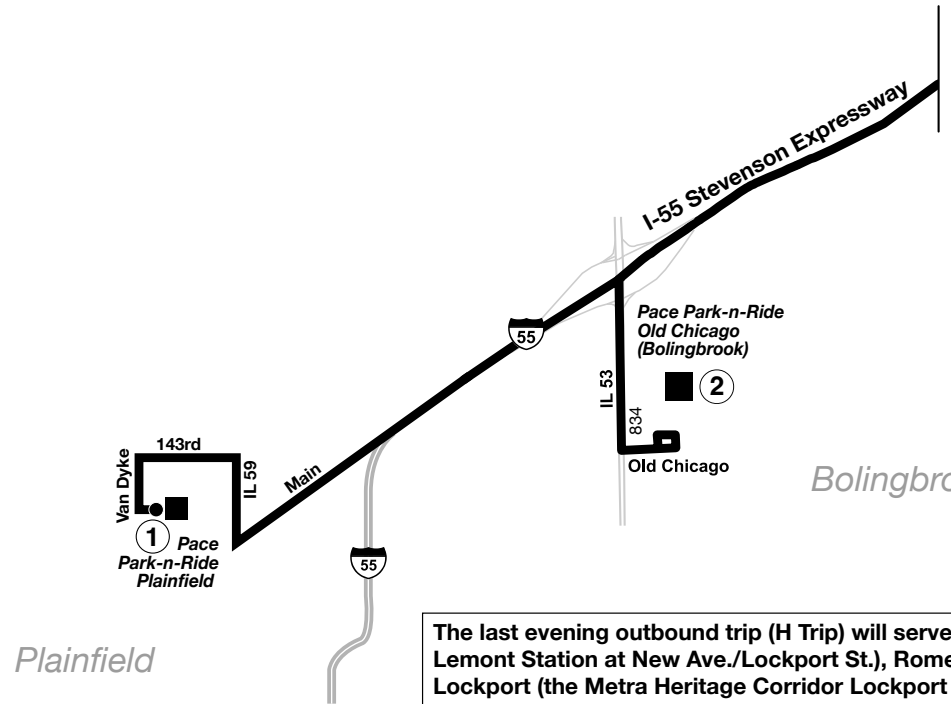 I-55 Stevenson Expressway
Pace Park-n-Ride
Old Chicago
(Bolingbrook)
55
2
IL 53
834
Old Chicago
143rd
Van Dyke
IL 59
Main
1 Pace
Park-n-Ride
Plainfield
55
Bolingbro
Plainfield
The last evening outbound trip (H Trip) will serve
Lemont Station at New Ave./Lockport St.), Rome
Lockport (the Metra Heritage Corridor Lockport